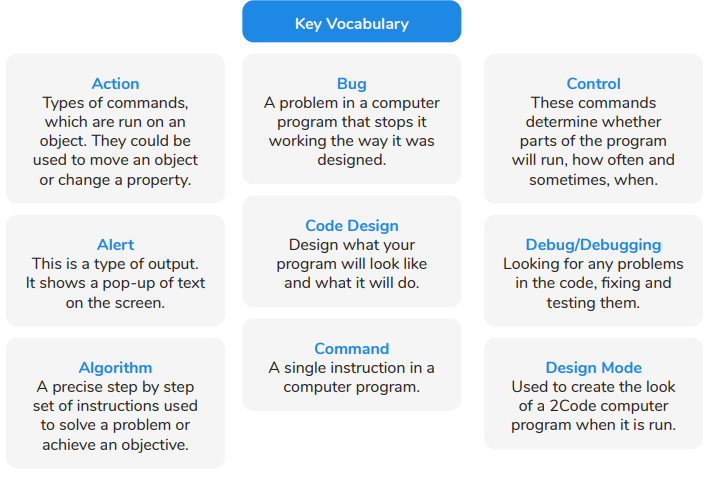 Key Vocabulary
Action
Types of commands,
which are run on an
object. They could be
used to move an object
or change a property.
Alert
This is a type of output.
It shows a pop-up of text
on the screen.
Algorithm
A precise step by step
set of instructions used
to solve a problem or
achieve an objective.
Bug
A problem in a computer
program that stops it
working the way it was
designed.
Code Design
Design what your
program will look like
and what it will do.
Command
A single instruction in a
computer program.
Control
These commands
determine whether
parts of the program
will run, how often and
sometimes, when.
Debug/Debugging
Looking for any problems
in the code, fixing and
testing them.
Design Mode
Used to create the look
of a 2Code computer
program when it is run.